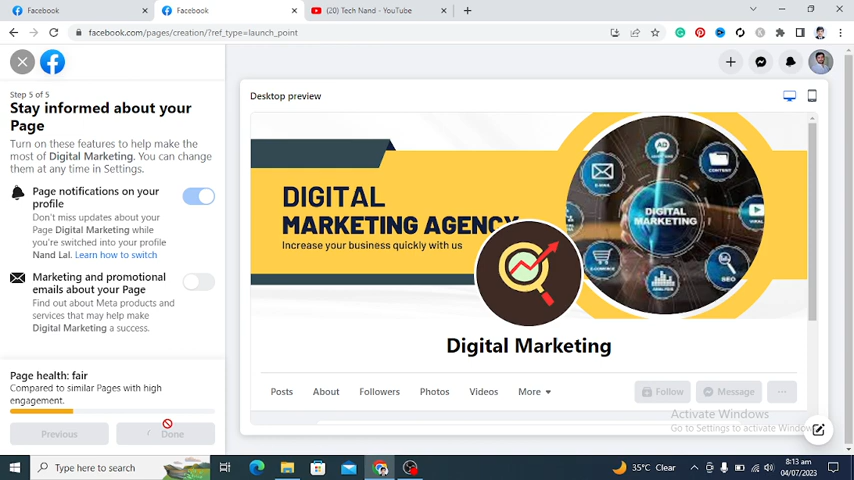 Facebook
Facebook
(20) Tech Nand - YouTube
facebook.com/pages/creation/?ref_type=launch_point
Step 5 of 5
Stay informed about your
Page
Turn on these features to help make the
most of Digital Marketing. You can change
them at any time in Settings.
Page notifications on your
profile
Don't miss updates about your
Page Digital Marketing while
you're switched into your profile
Nand Lal. Learn how to switch
Marketing and promotional
emails about your Page
Find out about Meta products and
services that may help make
Digital Marketing a success.
Page health: fair
Compared to similar Pages with high
engagement.
Previous
Done
Desktop preview
DIGITAL
MARKETING AGENCY
Increase your business quickly with us
AD
CONTENT
E-MAIL
DIGITAL
MARKETING
VIRAL
E-COMMERCE
SEO
ANALYSIS
Digital Marketing
Posts
About
Followers
Photos
Videos
More
Follow
Message
Activate Windows
Go to Settings to activate Windows.
Type here to search
35°C Clear
8:13 am
04/07/2023